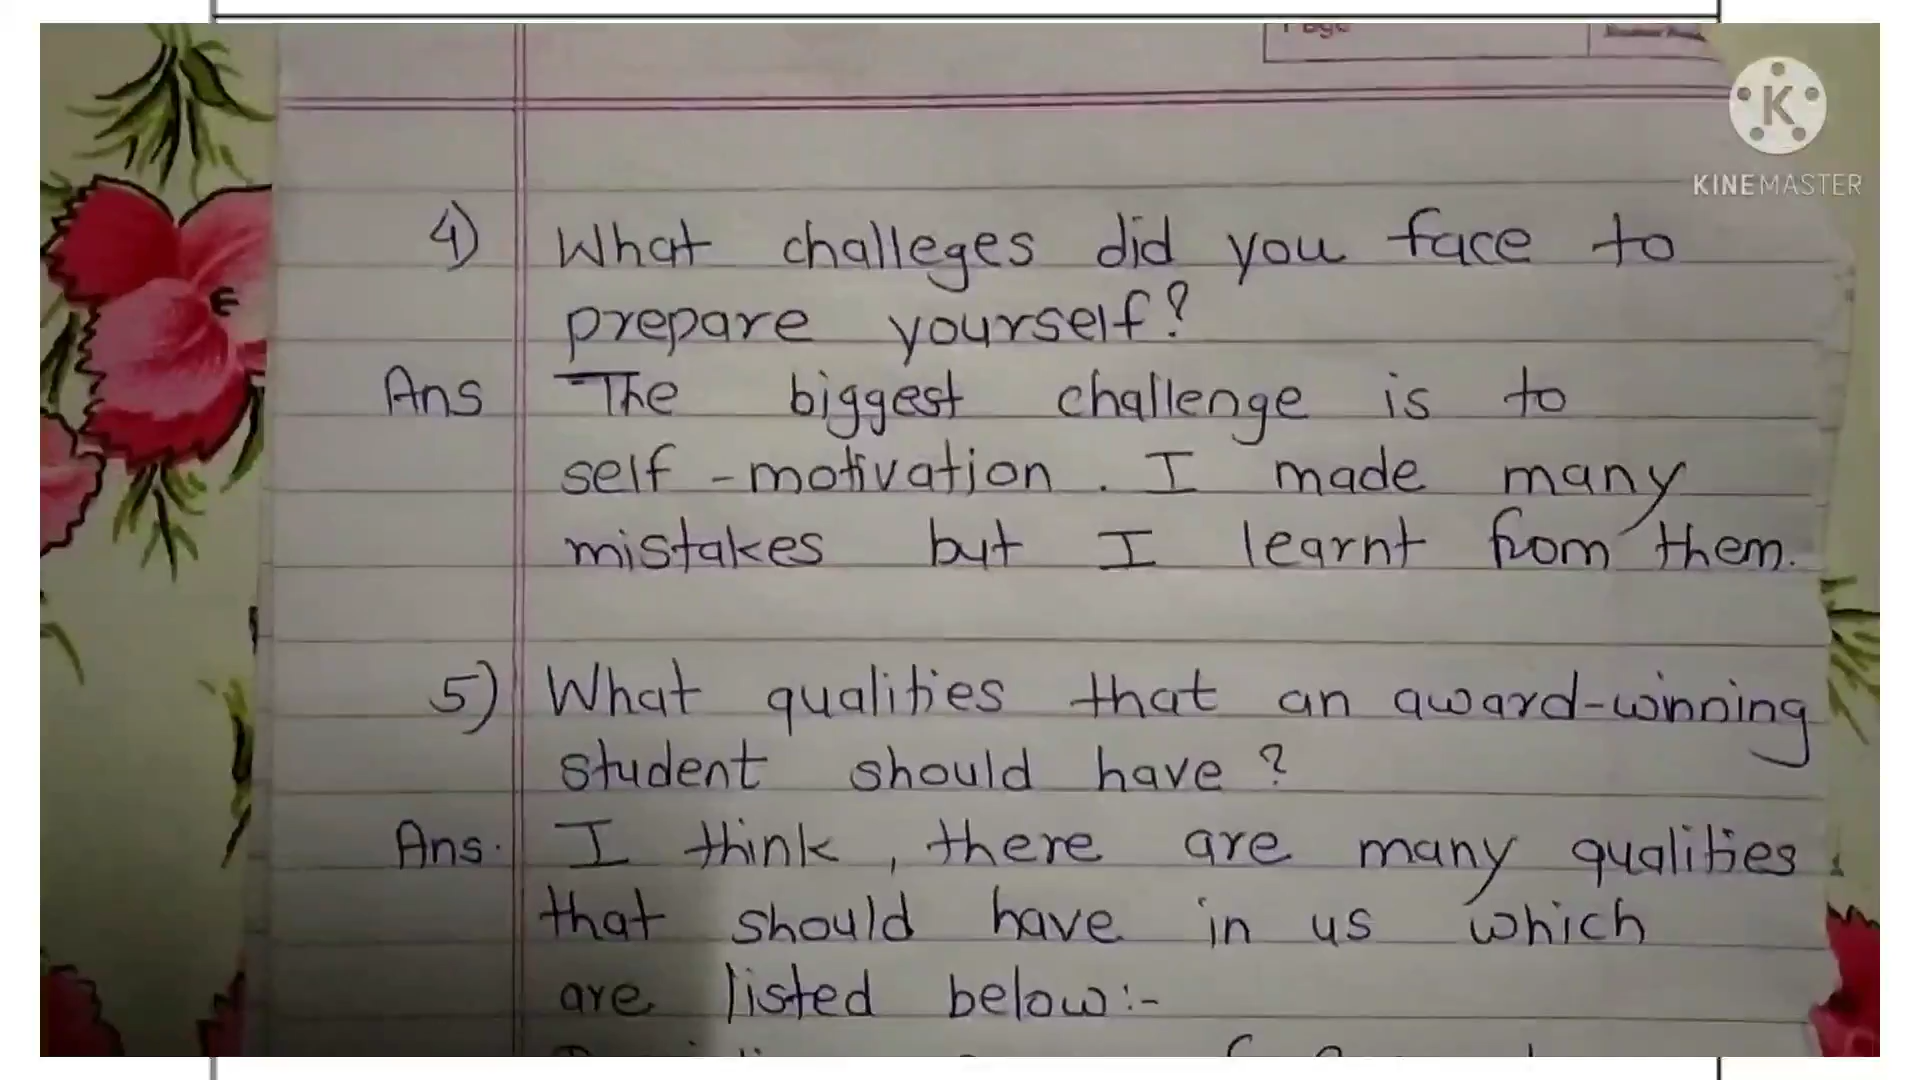 Page
KINEMASTER
4) What challeges did you face to
prepare yourself?
Ans The biggest challenge is to
self-motivation. I made many
mistakes but I learnt from them.
5) What qualities that an award-winning
student should have?
Ans. I think, there are many qualities
that should have in us which
are listed below:-